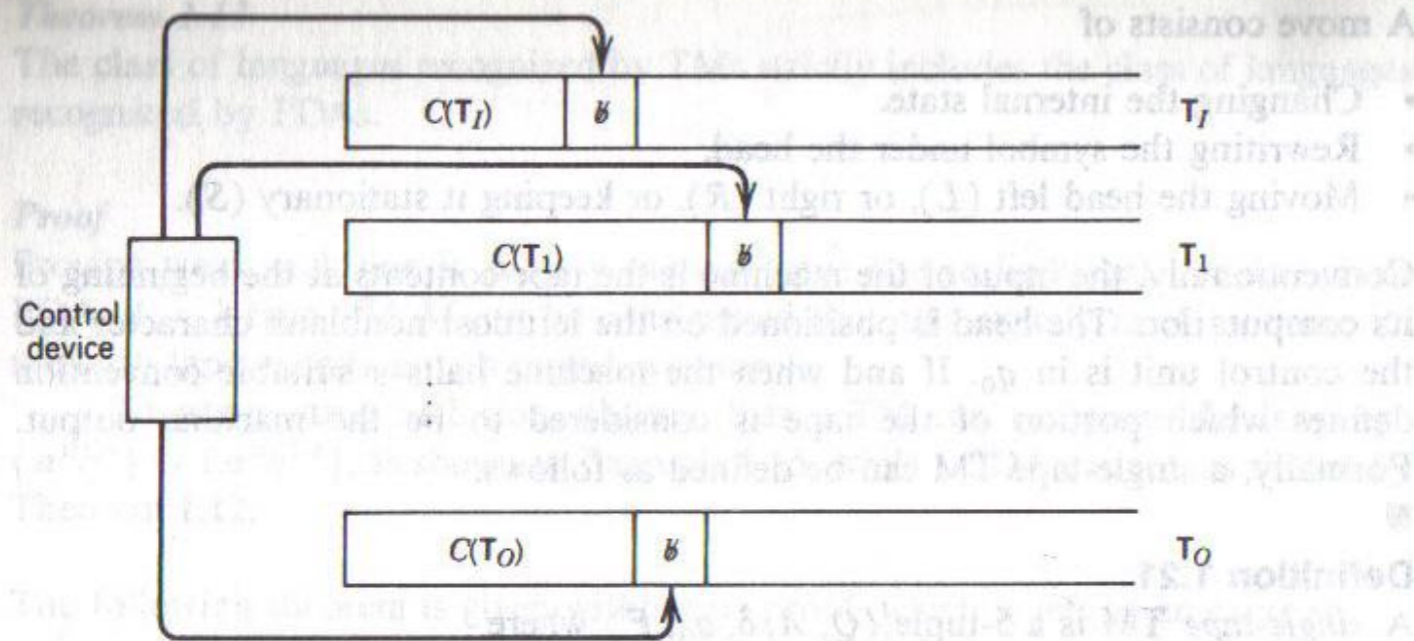 Theorem 1.11
A move consists of
The class of languages recognized by TMs strictly includes the class of languages
recognized by PDAs.
• Changing the internal state.
C(T_I) b̸ T_I
• Rewriting the symbol under the head.
Proof
• Moving the head left (L), or right (R), or keeping it stationary (S).
C(T₁) b̸ T₁
Conventionally, the input of the machine is the tape contents at the beginning of
its computation. The head is positioned on the leftmost nonblank character and
Control
device
the control unit is in q₀. If and when the machine halts a suitable convention
⋮
defines which portion of the tape is considered to be the machine output.
Formally, a single-tape TM can be defined as follows.
Theorem 1.12.
C(T_O) b̸ T_O
Definition 1.21
The following theorem is given
A single-tape TM is a 5-tuple (Q, A, δ, q₀, F) where